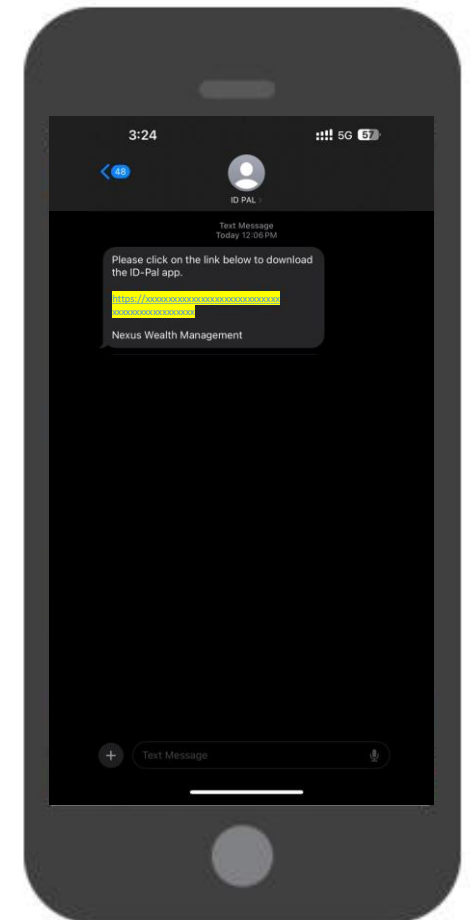 3:24
5G 57
48
ID PAL
Text Message
Today 12:06 PM
Please click on the link below to download
the ID-Pal app.
https://xxxxxxxxxxxxxxxxxxxxxxxxxxxxx
xxxxxxxxxxxxxxxxxx
Nexus Wealth Management
Text Message